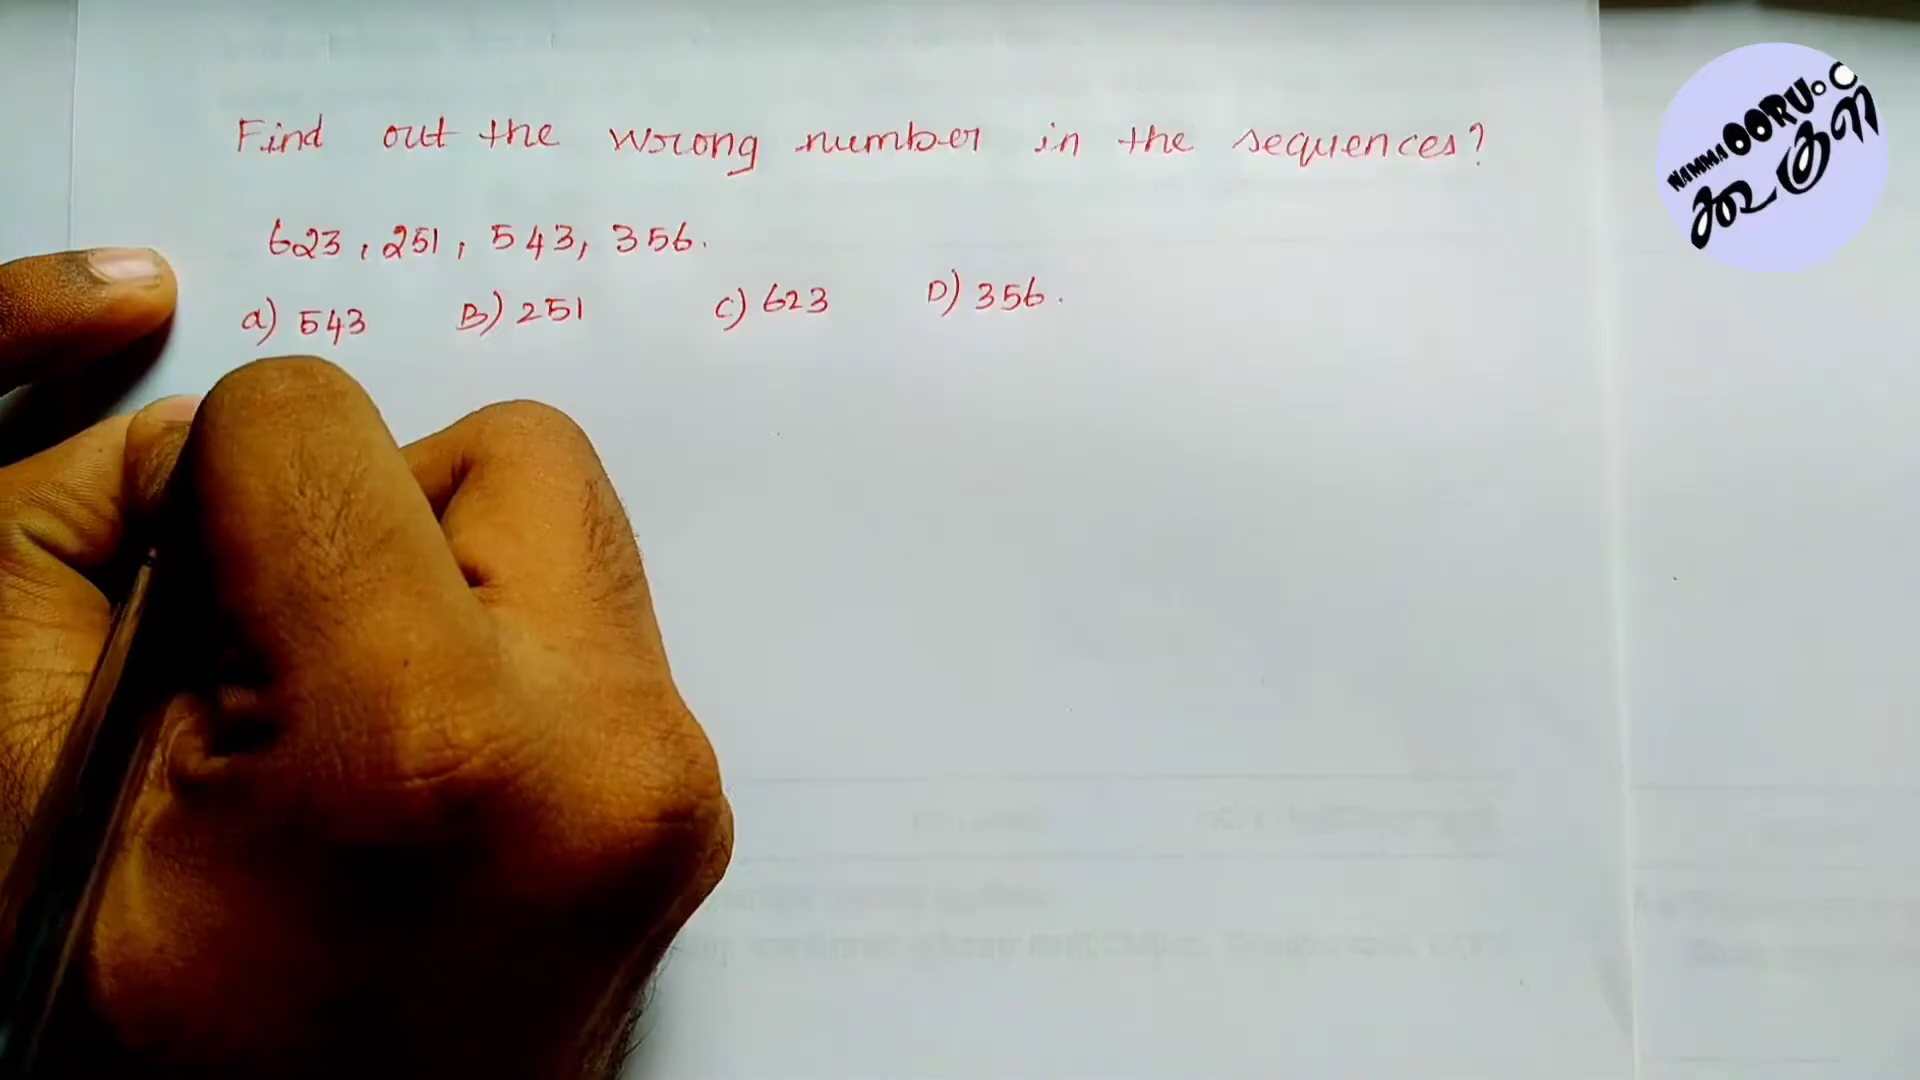 Find out the wrong number in the sequences?
623, 251, 543, 356.
a) 543 B) 251 C) 623 D) 356.
NAMMA OORU